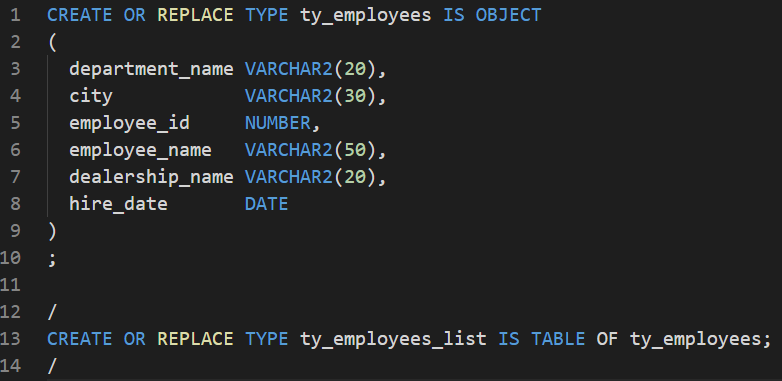 1 CREATE OR REPLACE TYPE ty_employees IS OBJECT
2 (
3 department_name VARCHAR2(20),
4 city VARCHAR2(30),
5 employee_id NUMBER,
6 employee_name VARCHAR2(50),
7 dealership_name VARCHAR2(20),
8 hire_date DATE
9 )
10 ;
11
12 /
13 CREATE OR REPLACE TYPE ty_employees_list IS TABLE OF ty_employees;
14 /